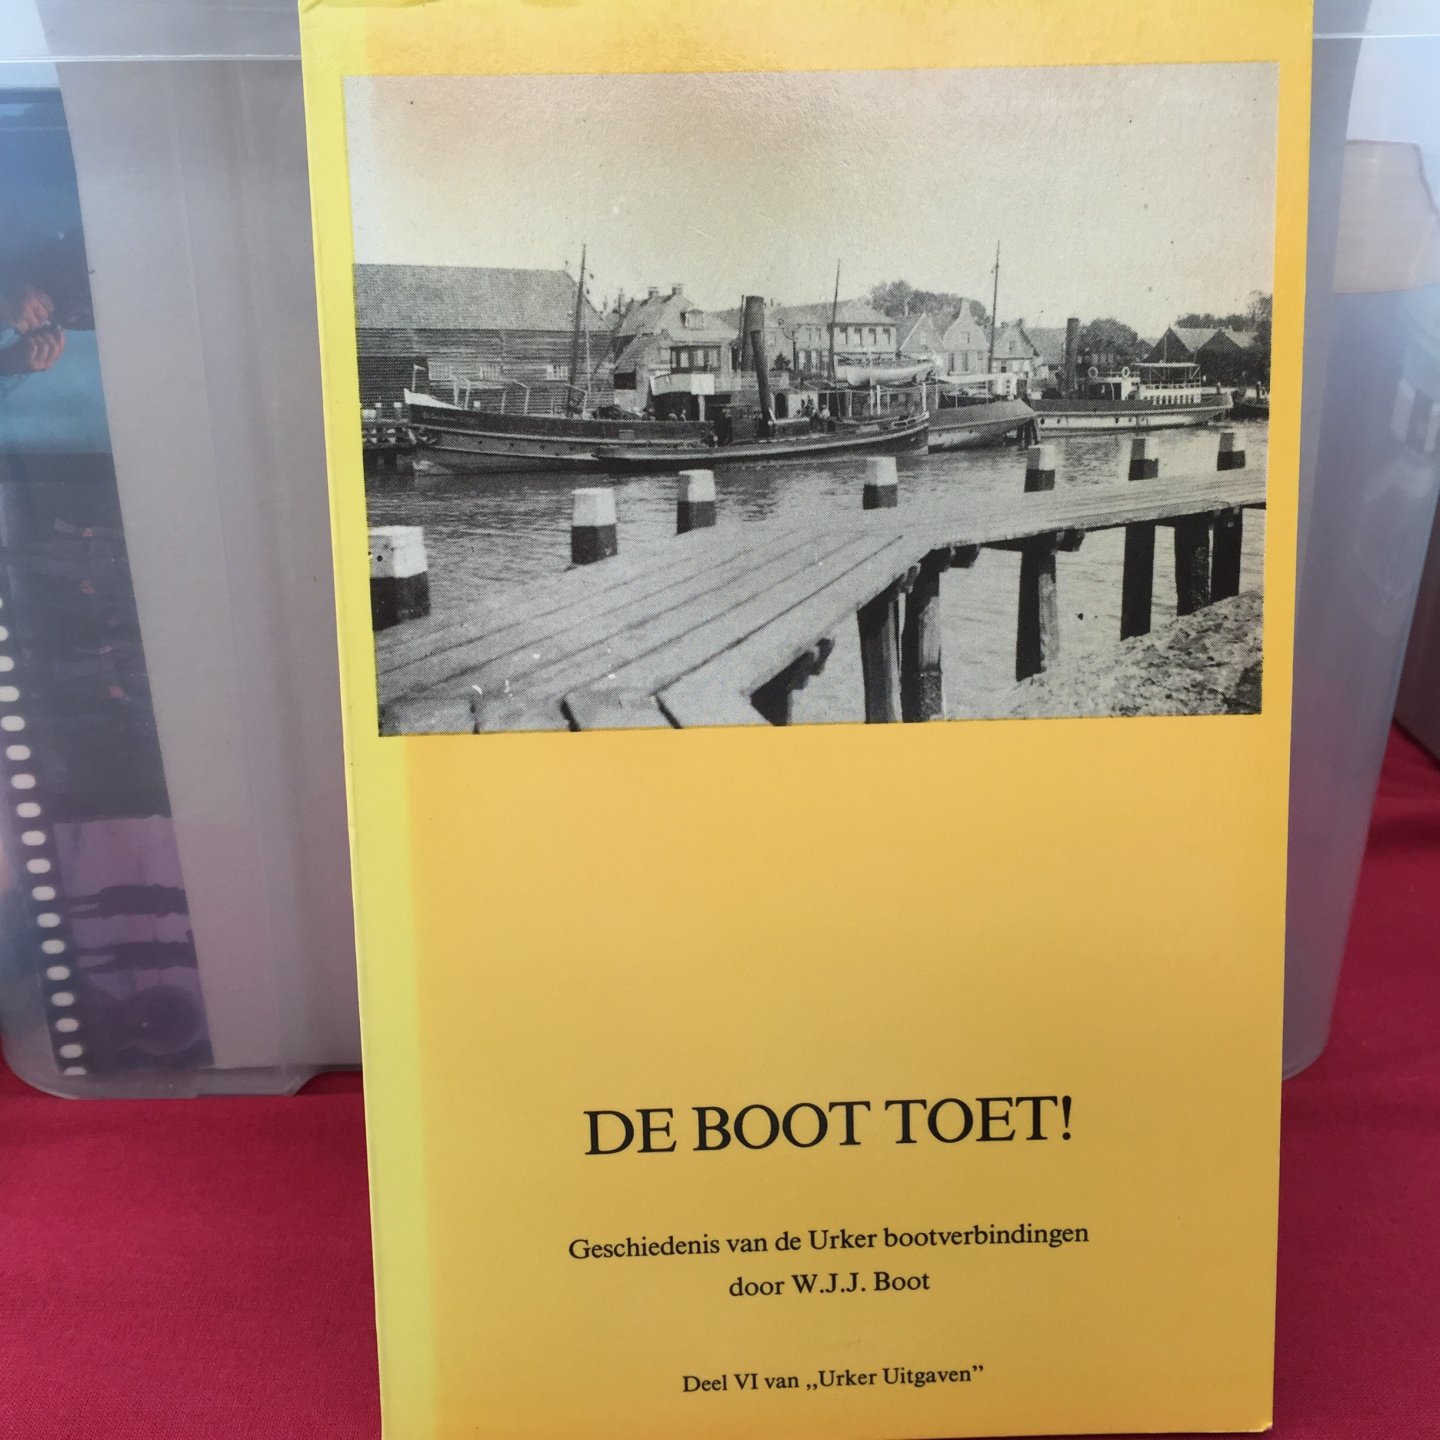 DE BOOT TOET!
Geschiedenis van de Urker bootverbindingen
door W.J.J. Boot
Deel VI van „Urker Uitgaven”